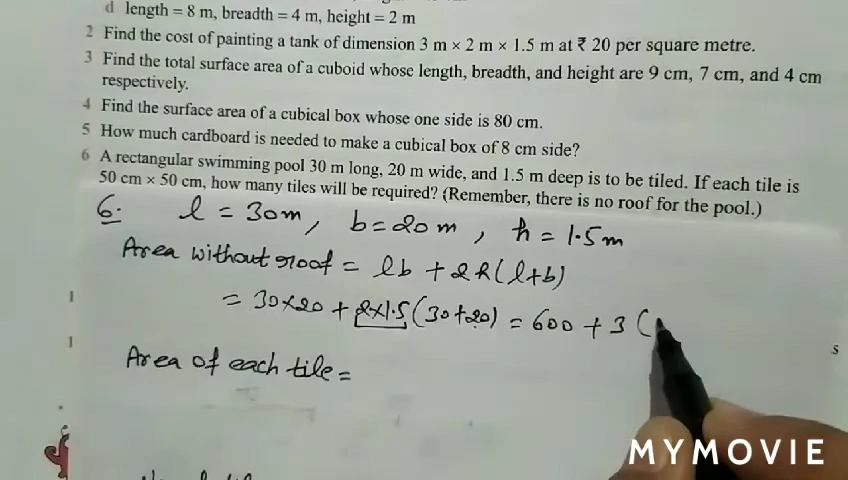 d length = 8 m, breadth = 4 m, height = 2 m
2 Find the cost of painting a tank of dimension 3 m × 2 m × 1.5 m at ₹ 20 per square metre.
3 Find the total surface area of a cuboid whose length, breadth, and height are 9 cm, 7 cm, and 4 cm
respectively.
4 Find the surface area of a cubical box whose one side is 80 cm.
5 How much cardboard is needed to make a cubical box of 8 cm side?
6 A rectangular swimming pool 30 m long, 20 m wide, and 1.5 m deep is to be tiled. If each tile is
50 cm × 50 cm, how many tiles will be required? (Remember, there is no roof for the pool.)
6. l = 30m, b = 20m, h = 1.5m
Area without roof = lb + 2h(l+b)
= 30×20 + 2×1.5(30+20) = 600 + 3(
Area of each tile =
s
MYMOVIE